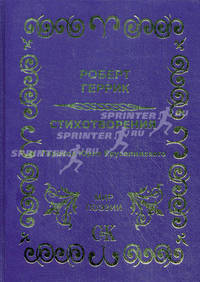 РОБЕРТ
ГЕРРИК
СТИХОТВОРЕНИЯ
SPRINTER.RU
SPRINTER.RU
SPRINTER.RU
ПОЭЗИИ